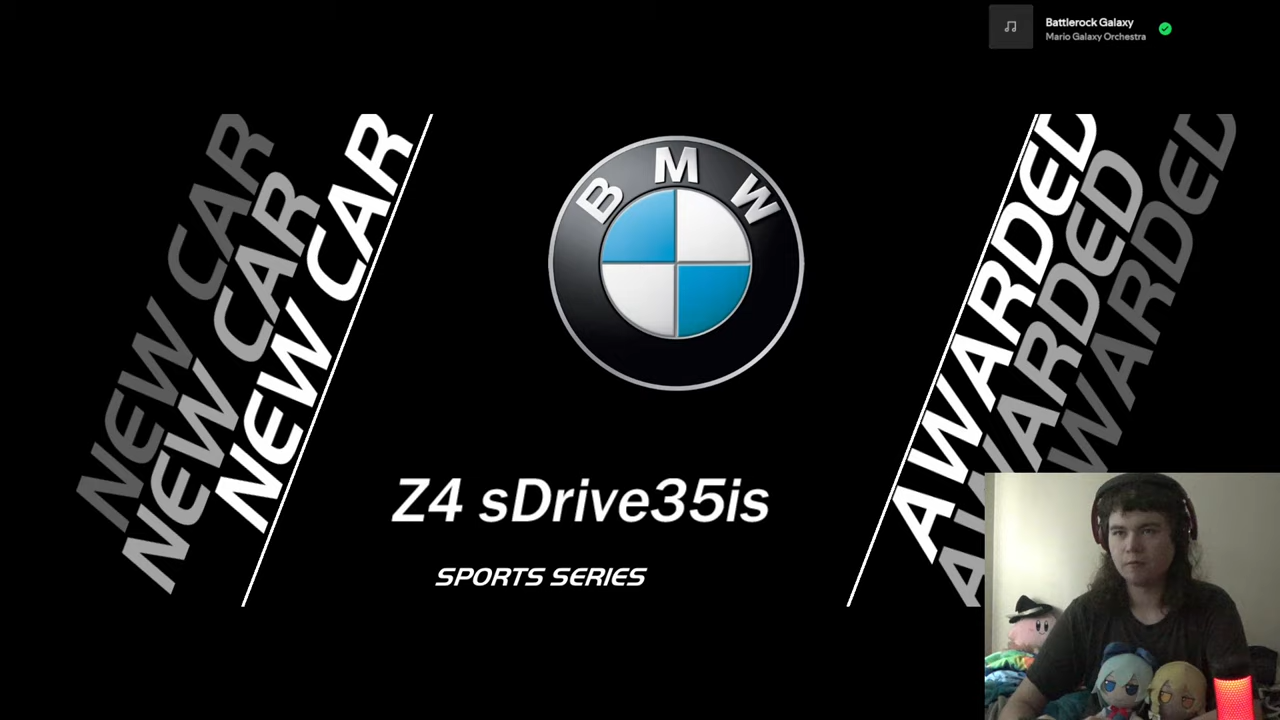 Battlerock Galaxy
Mario Galaxy Orchestra
NEW CAR
NEW CAR
NEW CAR
BMW
AWARDED
AWARDED
AWARDED
Z4 sDrive35is
SPORTS SERIES